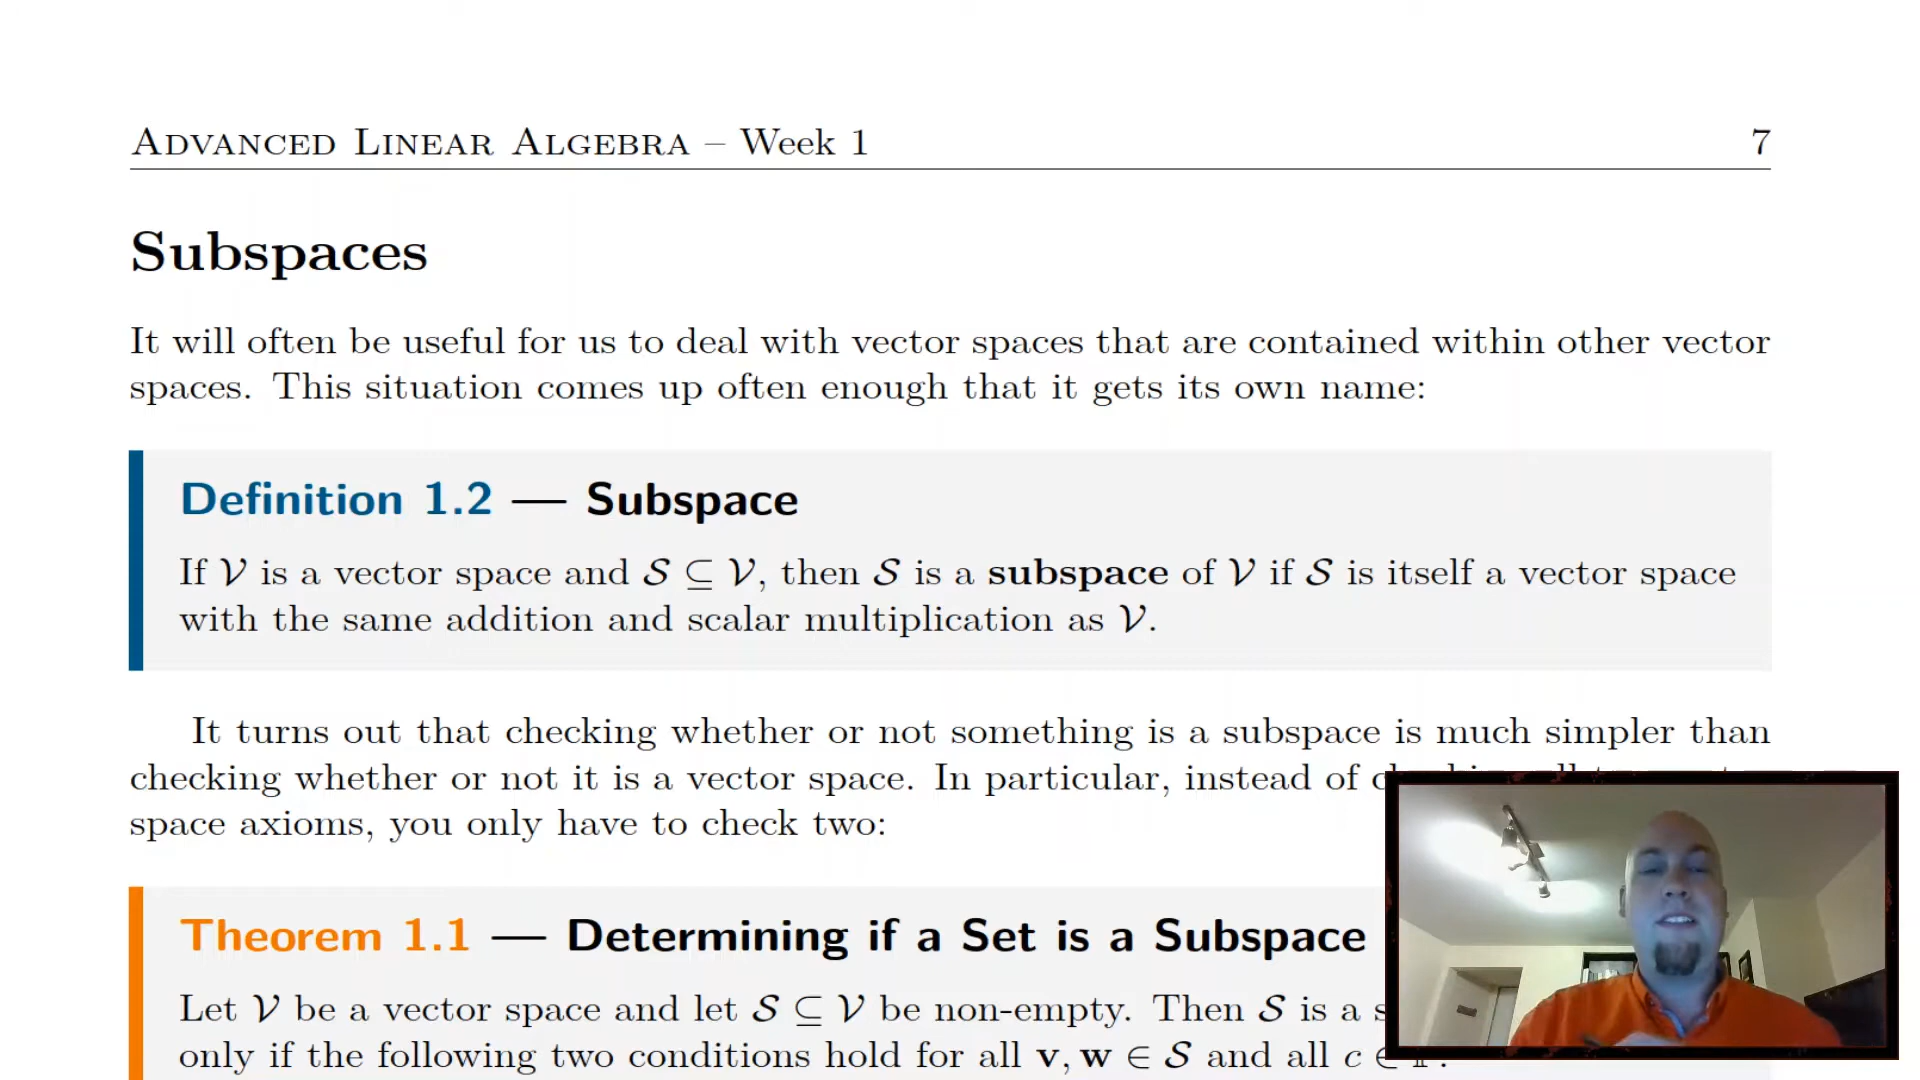 ADVANCED LINEAR ALGEBRA – Week 1 7
Subspaces
It will often be useful for us to deal with vector spaces that are contained within other vector
spaces. This situation comes up often enough that it gets its own name:
Definition 1.2 — Subspace
If 𝒱 is a vector space and 𝒮 ⊆ 𝒱, then 𝒮 is a subspace of 𝒱 if 𝒮 is itself a vector space
with the same addition and scalar multiplication as 𝒱.
It turns out that checking whether or not something is a subspace is much simpler than
checking whether or not it is a vector space. In particular, instead of
space axioms, you only have to check two:
Theorem 1.1 — Determining if a Set is a Subspace
Let 𝒱 be a vector space and let 𝒮 ⊆ 𝒱 be non-empty. Then 𝒮 is a
only if the following two conditions hold for all v, w ∈ 𝒮 and all c ∈